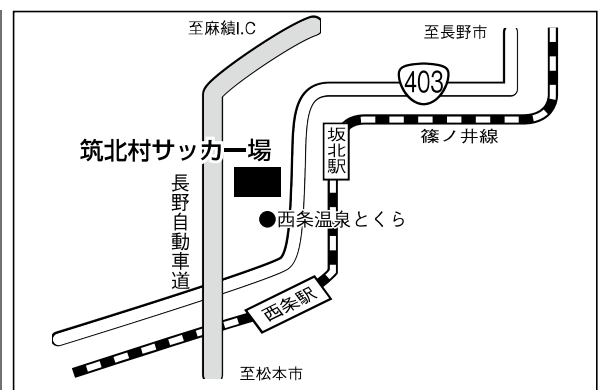 至麻績I.C
至長野市
403
篠ノ井線
坂北駅
筑北村サッカー場
長野自動車道
西条温泉とくら
西条駅
至松本市